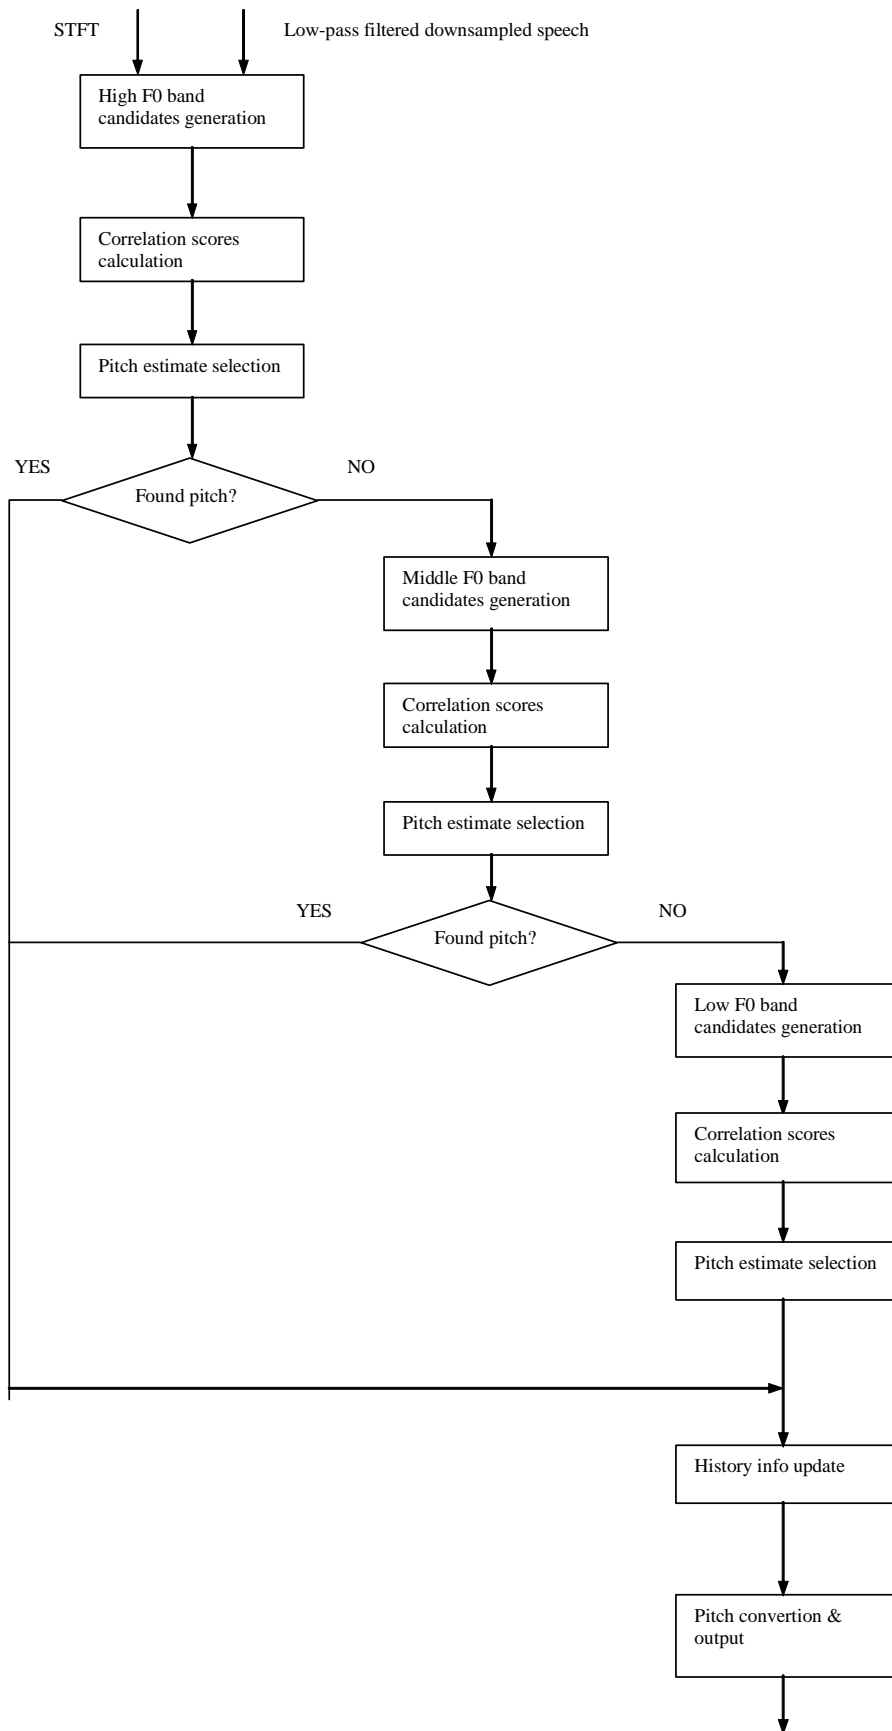 STFT
Low-pass filtered downsampled speech
High F0 band
candidates generation
Correlation scores
calculation
Pitch estimate selection
YES
NO
Found pitch?
Middle F0 band
candidates generation
Correlation scores
calculation
Pitch estimate selection
YES
NO
Found pitch?
Low F0 band
candidates generation
Correlation scores
calculation
Pitch estimate selection
History info update
Pitch convertion &
output